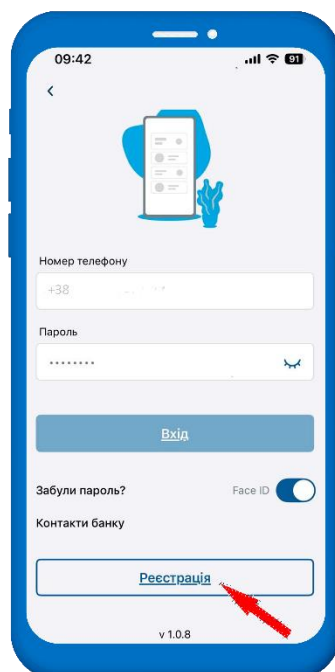 09:42
91
Номер телефону
+38
Пароль
Вхід
Забули пароль?
Face ID
Контакти банку
Реєстрація
v 1.0.8